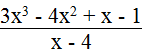 3x³ - 4x² + x - 1
x - 4